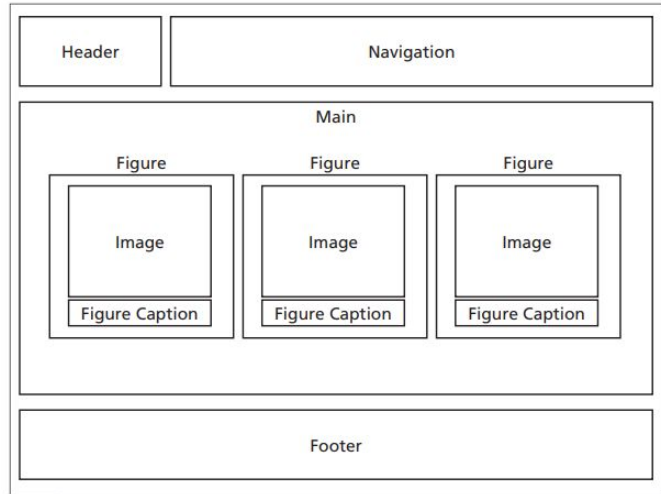 Header
Navigation
Main
Figure
Figure
Figure
Image
Image
Image
Figure Caption
Figure Caption
Figure Caption
Footer